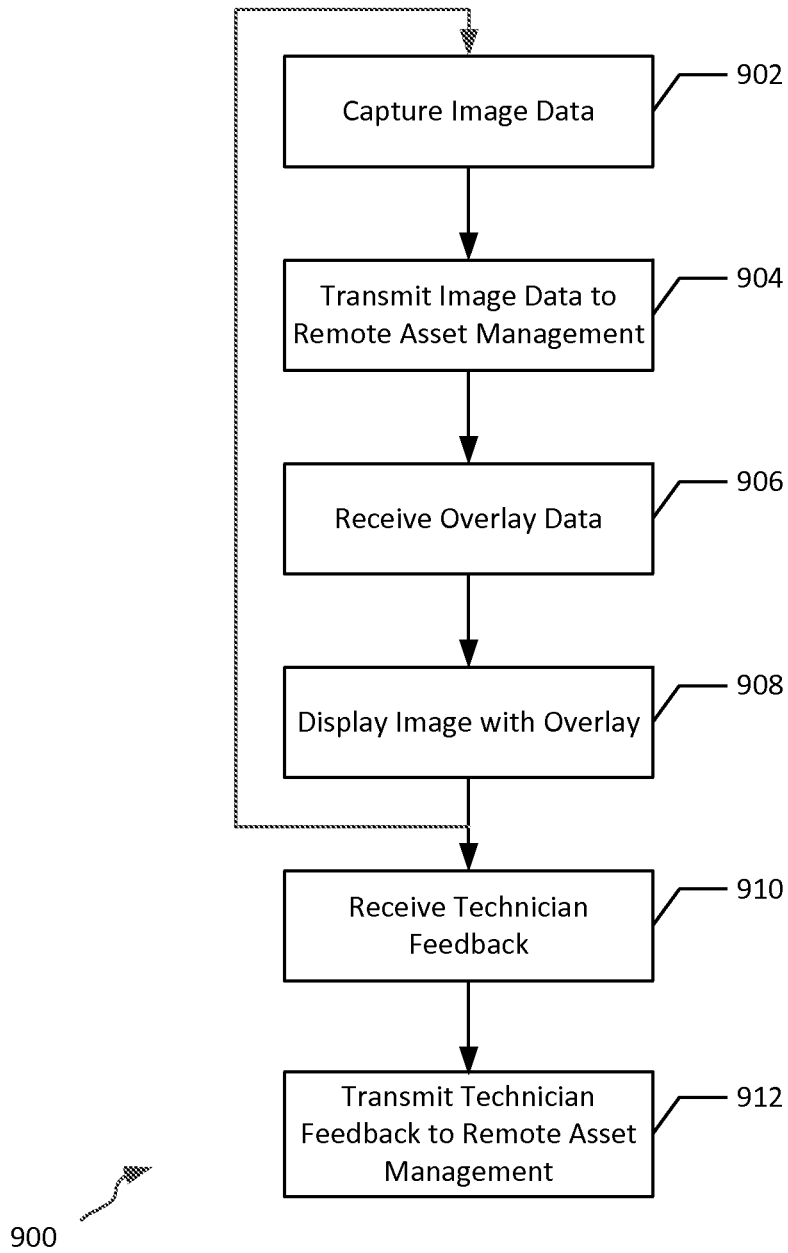 Capture Image Data
902
Transmit Image Data to
Remote Asset Management
904
Receive Overlay Data
906
Display Image with Overlay
908
Receive Technician
Feedback
910
Transmit Technician
Feedback to Remote Asset
Management
912
900